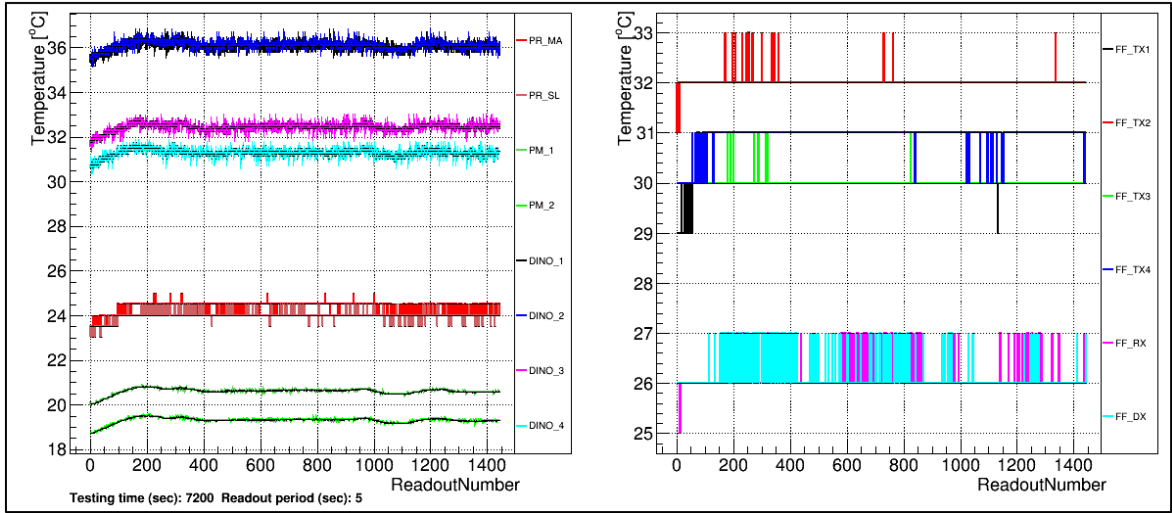 Temperature [°C]
36
34
32
30
28
26
24
22
20
18
0
200
400
600
800
1000
1200
1400
ReadoutNumber
PR_MA
PR_SL
PM_1
PM_2
DINO_1
DINO_2
DINO_3
DINO_4
Testing time (sec): 7200 Readout period (sec): 5
Temperature [°C]
33
32
31
30
29
28
27
26
25
0
200
400
600
800
1000
1200
1400
ReadoutNumber
FF_TX1
FF_TX2
FF_TX3
FF_TX4
FF_RX
FF_DX